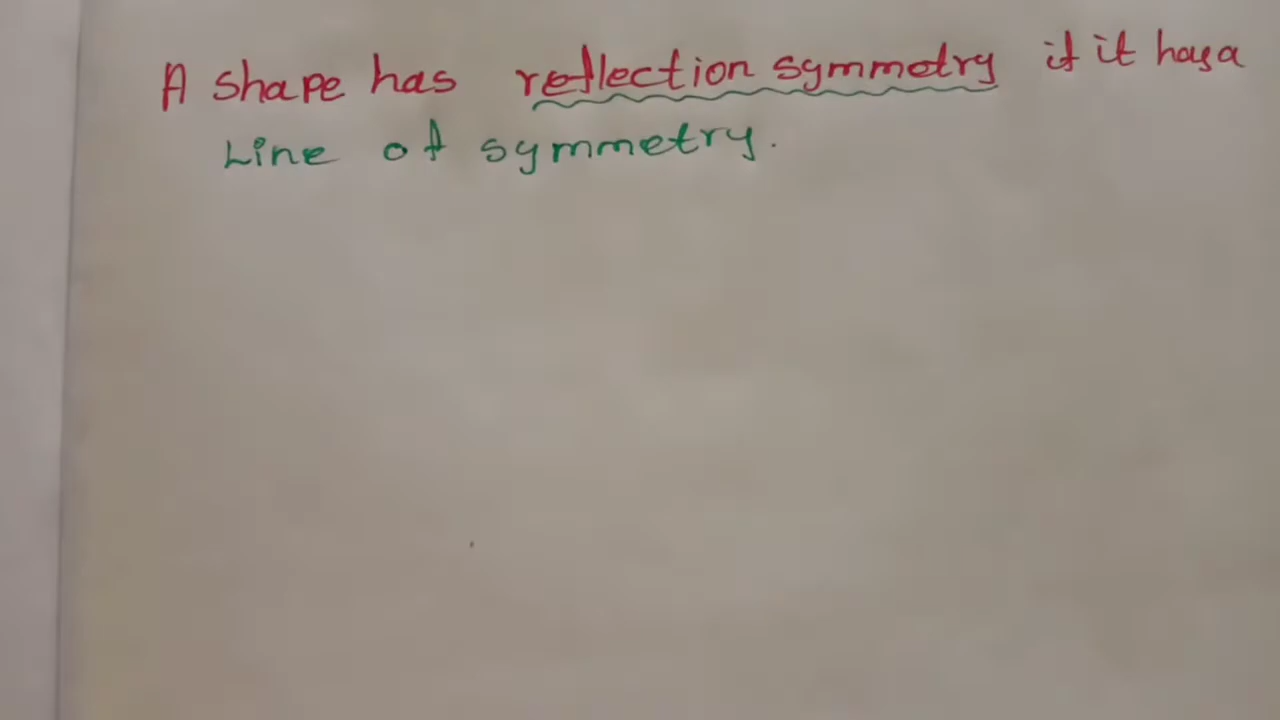 A shape has reflection symmetry if it has a
Line of symmetry.